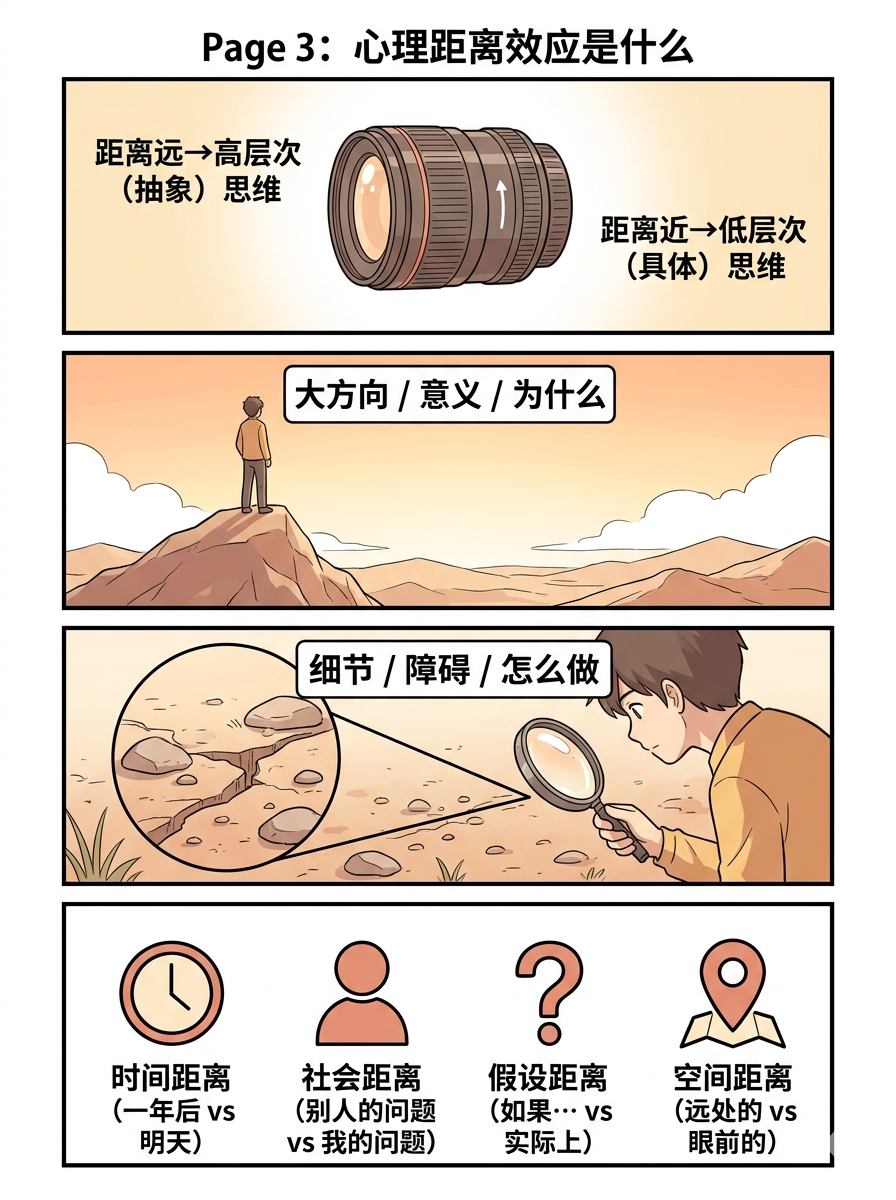 Page 3：心理距离效应是什么
距离远→高层次
（抽象）思维
距离近→低层次
（具体）思维
大方向 / 意义 / 为什么
细节 / 障碍 / 怎么做
时间距离
（一年后 vs
明天）
社会距离
（别人的问题
vs 我的问题）
假设距离
（如果… vs
实际上）
空间距离
（远处的 vs
眼前的）